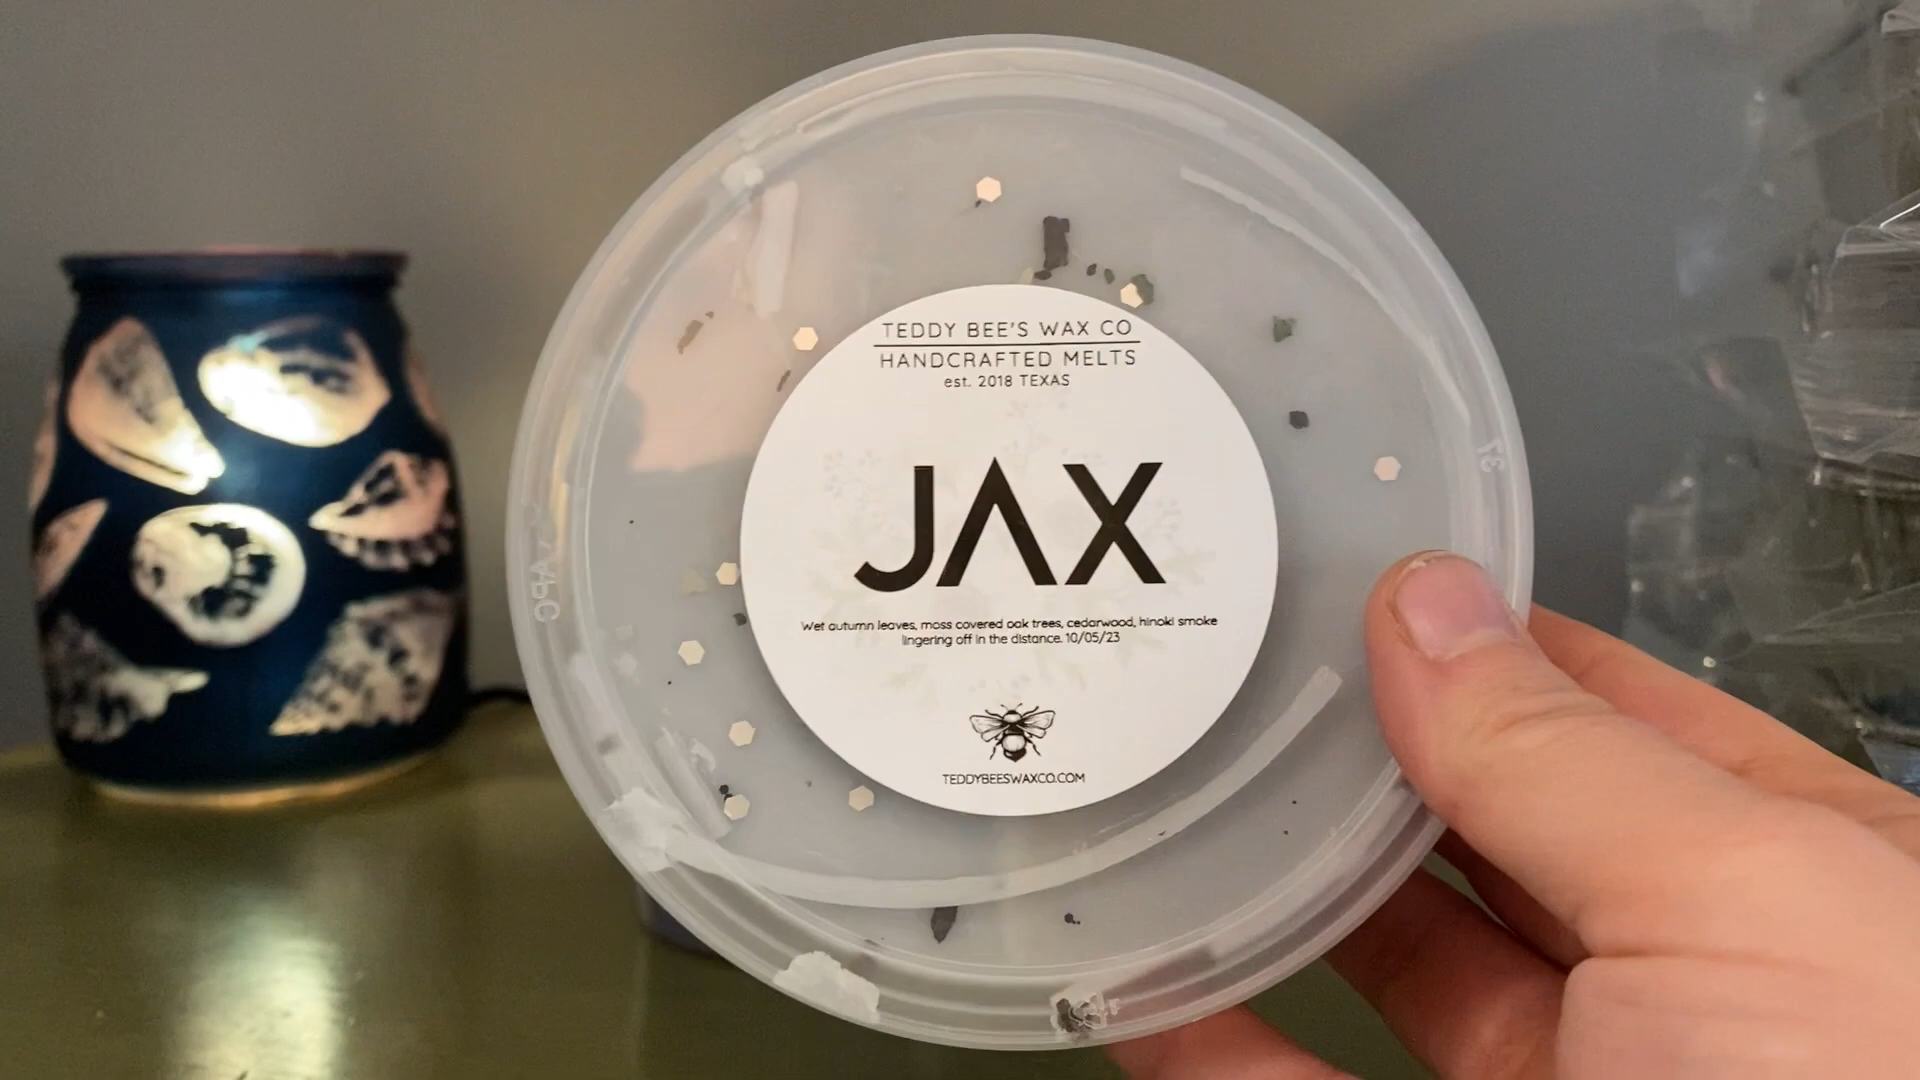 TEDDY BEE'S WAX CO
HANDCRAFTED MELTS
est. 2018 TEXAS
JAX
Wet autumn leaves, moss covered oak trees, cedarwood, hinoki smoke
lingering off in the distance. 10/05/23
TEDDYBEESWAXCO.COM